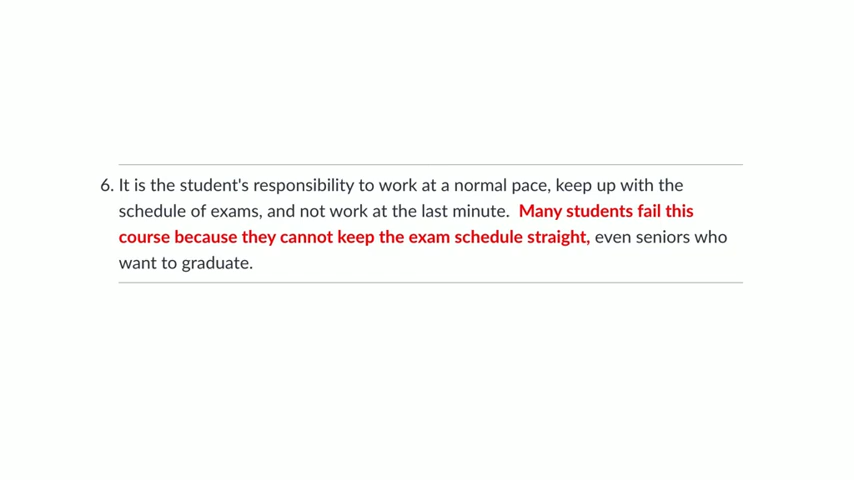 6. It is the student's responsibility to work at a normal pace, keep up with the
schedule of exams, and not work at the last minute.  Many students fail this
course because they cannot keep the exam schedule straight, even seniors who
want to graduate.